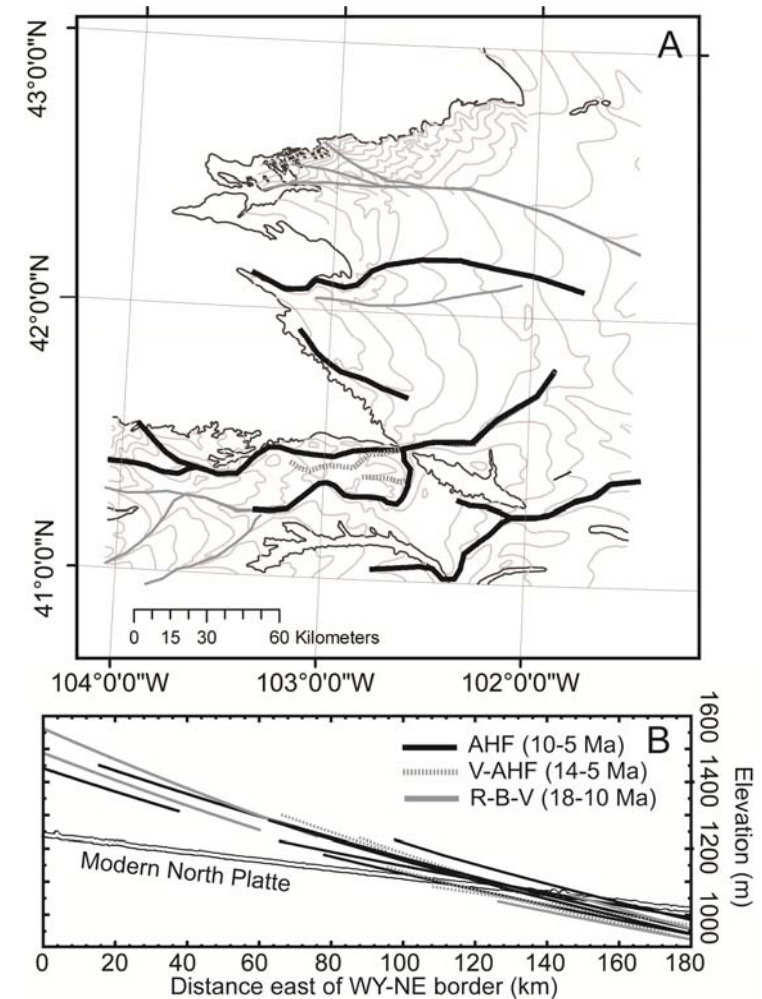 A
43°0'0"N
42°0'0"N
41°0'0"N
0 15 30 60 Kilometers
104°0'0"W 103°0'0"W 102°0'0"W
B
AHF (10-5 Ma)
V-AHF (14-5 Ma)
R-B-V (18-10 Ma)
Modern North Platte
1600
1400
1200
1000
Elevation (m)
0 20 40 60 80 100 120 140 160 180
Distance east of WY-NE border (km)